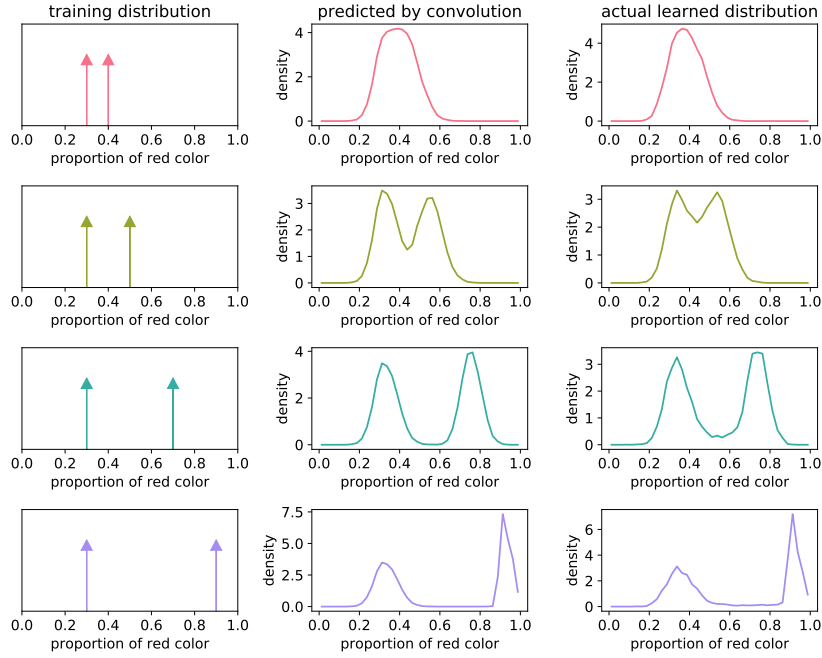 training distribution predicted by convolution actual learned distribution
0.0 0.2 0.4 0.6 0.8 1.0
proportion of red color
4
2
0
density
0.0 0.2 0.4 0.6 0.8 1.0
proportion of red color
4
2
0
density
0.0 0.2 0.4 0.6 0.8 1.0
proportion of red color
0.0 0.2 0.4 0.6 0.8 1.0
proportion of red color
3
2
1
0
density
0.0 0.2 0.4 0.6 0.8 1.0
proportion of red color
3
2
1
0
density
0.0 0.2 0.4 0.6 0.8 1.0
proportion of red color
0.0 0.2 0.4 0.6 0.8 1.0
proportion of red color
4
2
0
density
0.0 0.2 0.4 0.6 0.8 1.0
proportion of red color
3
2
1
0
density
0.0 0.2 0.4 0.6 0.8 1.0
proportion of red color
0.0 0.2 0.4 0.6 0.8 1.0
proportion of red color
7.5
5.0
2.5
0.0
density
0.0 0.2 0.4 0.6 0.8 1.0
proportion of red color
6
4
2
0
density
0.0 0.2 0.4 0.6 0.8 1.0
proportion of red color